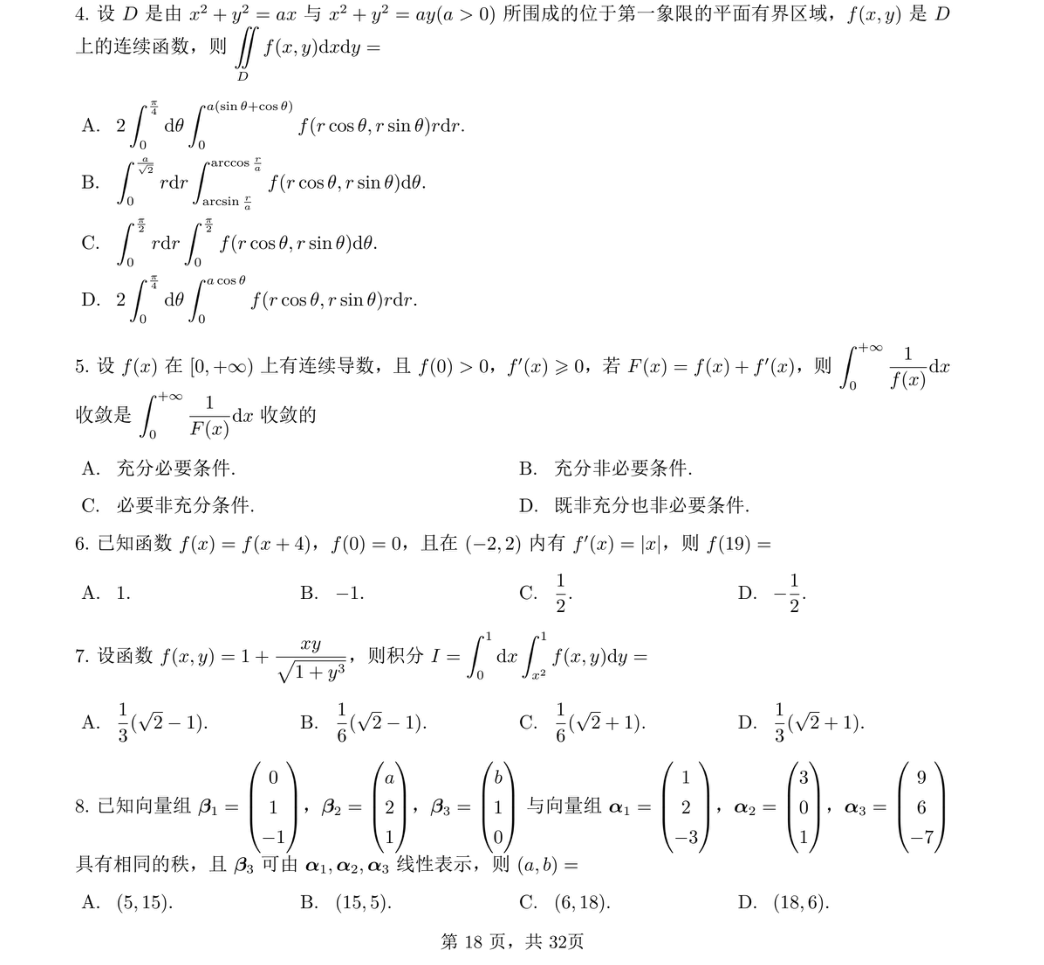 4. 设 D 是由 x² + y² = ax 与 x² + y² = ay(a > 0) 所围成的位于第一象限的平面有界区域，f(x, y) 是 D
上的连续函数，则 ∬_D f(x, y)dxdy =
A. 2∫_0^{π/4} dθ ∫_0^{a(sin θ+cos θ)} f(r cos θ, r sin θ)rdr.
B. ∫_0^{a/√2} rdr ∫_{arcsin r/a}^{arccos r/a} f(r cos θ, r sin θ)dθ.
C. ∫_0^{π/2} rdr ∫_0^{π/2} f(r cos θ, r sin θ)dθ.
D. 2∫_0^{π/4} dθ ∫_0^{a cos θ} f(r cos θ, r sin θ)rdr.
5. 设 f(x) 在 [0, +∞) 上有连续导数，且 f(0) > 0，f′(x) ⩾ 0，若 F(x) = f(x) + f′(x)，则 ∫_0^{+∞} 1/f(x) dx
收敛是 ∫_0^{+∞} 1/F(x) dx 收敛的
A. 充分必要条件. B. 充分非必要条件.
C. 必要非充分条件. D. 既非充分也非必要条件.
6. 已知函数 f(x) = f(x + 4)，f(0) = 0，且在 (−2, 2) 内有 f′(x) = |x|，则 f(19) =
A. 1. B. −1. C. 1/2. D. −1/2.
7. 设函数 f(x, y) = 1 + xy/√(1 + y³)，则积分 I = ∫_0^1 dx ∫_{x²}^1 f(x, y)dy =
A. 1/3(√2 − 1). B. 1/6(√2 − 1). C. 1/6(√2 + 1). D. 1/3(√2 + 1).
8. 已知向量组 β₁ = (0 1 −1)，β₂ = (a 2 1)，β₃ = (b 1 0) 与向量组 α₁ = (1 2 −3)，α₂ = (3 0 1)，α₃ = (9 6 −7)
具有相同的秩，且 β₃ 可由 α₁, α₂, α₃ 线性表示，则 (a, b) =
A. (5, 15). B. (15, 5). C. (6, 18). D. (18, 6).
第 18 页，共 32页